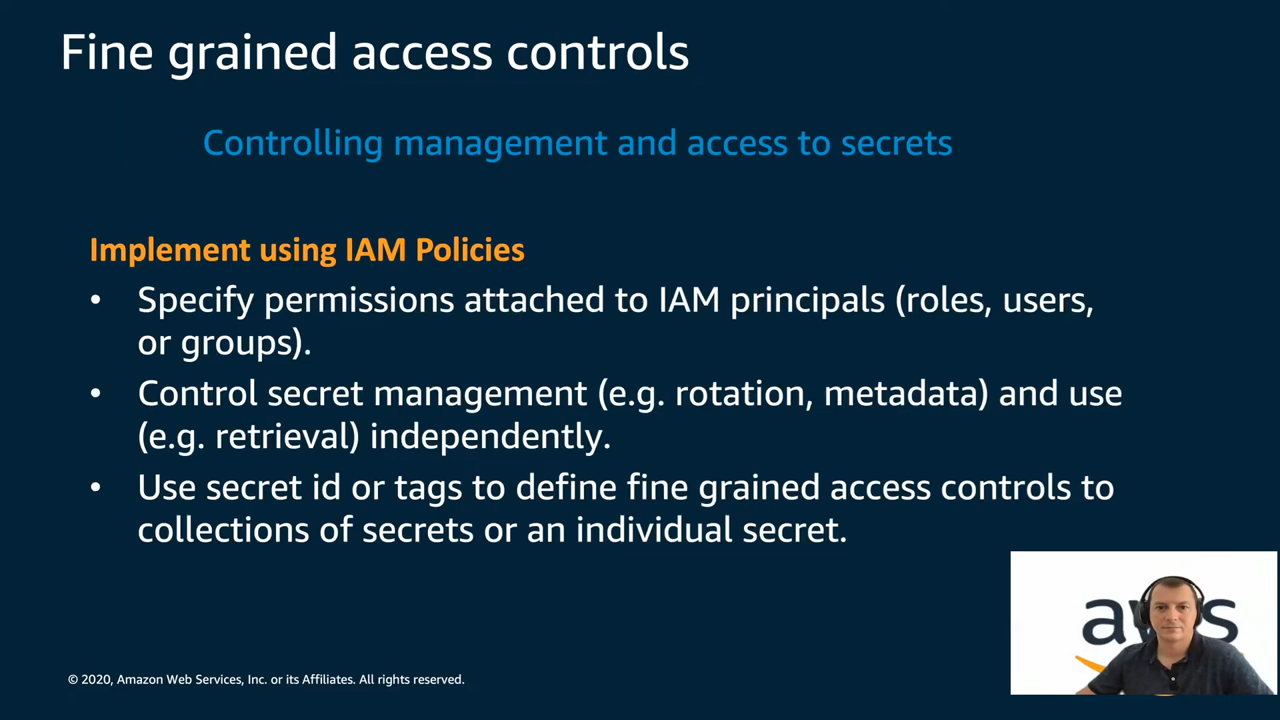 Fine grained access controls
Controlling management and access to secrets
Implement using IAM Policies
• Specify permissions attached to IAM principals (roles, users,
or groups).
• Control secret management (e.g. rotation, metadata) and use
(e.g. retrieval) independently.
• Use secret id or tags to define fine grained access controls to
collections of secrets or an individual secret.
aws
© 2020, Amazon Web Services, Inc. or its Affiliates. All rights reserved.